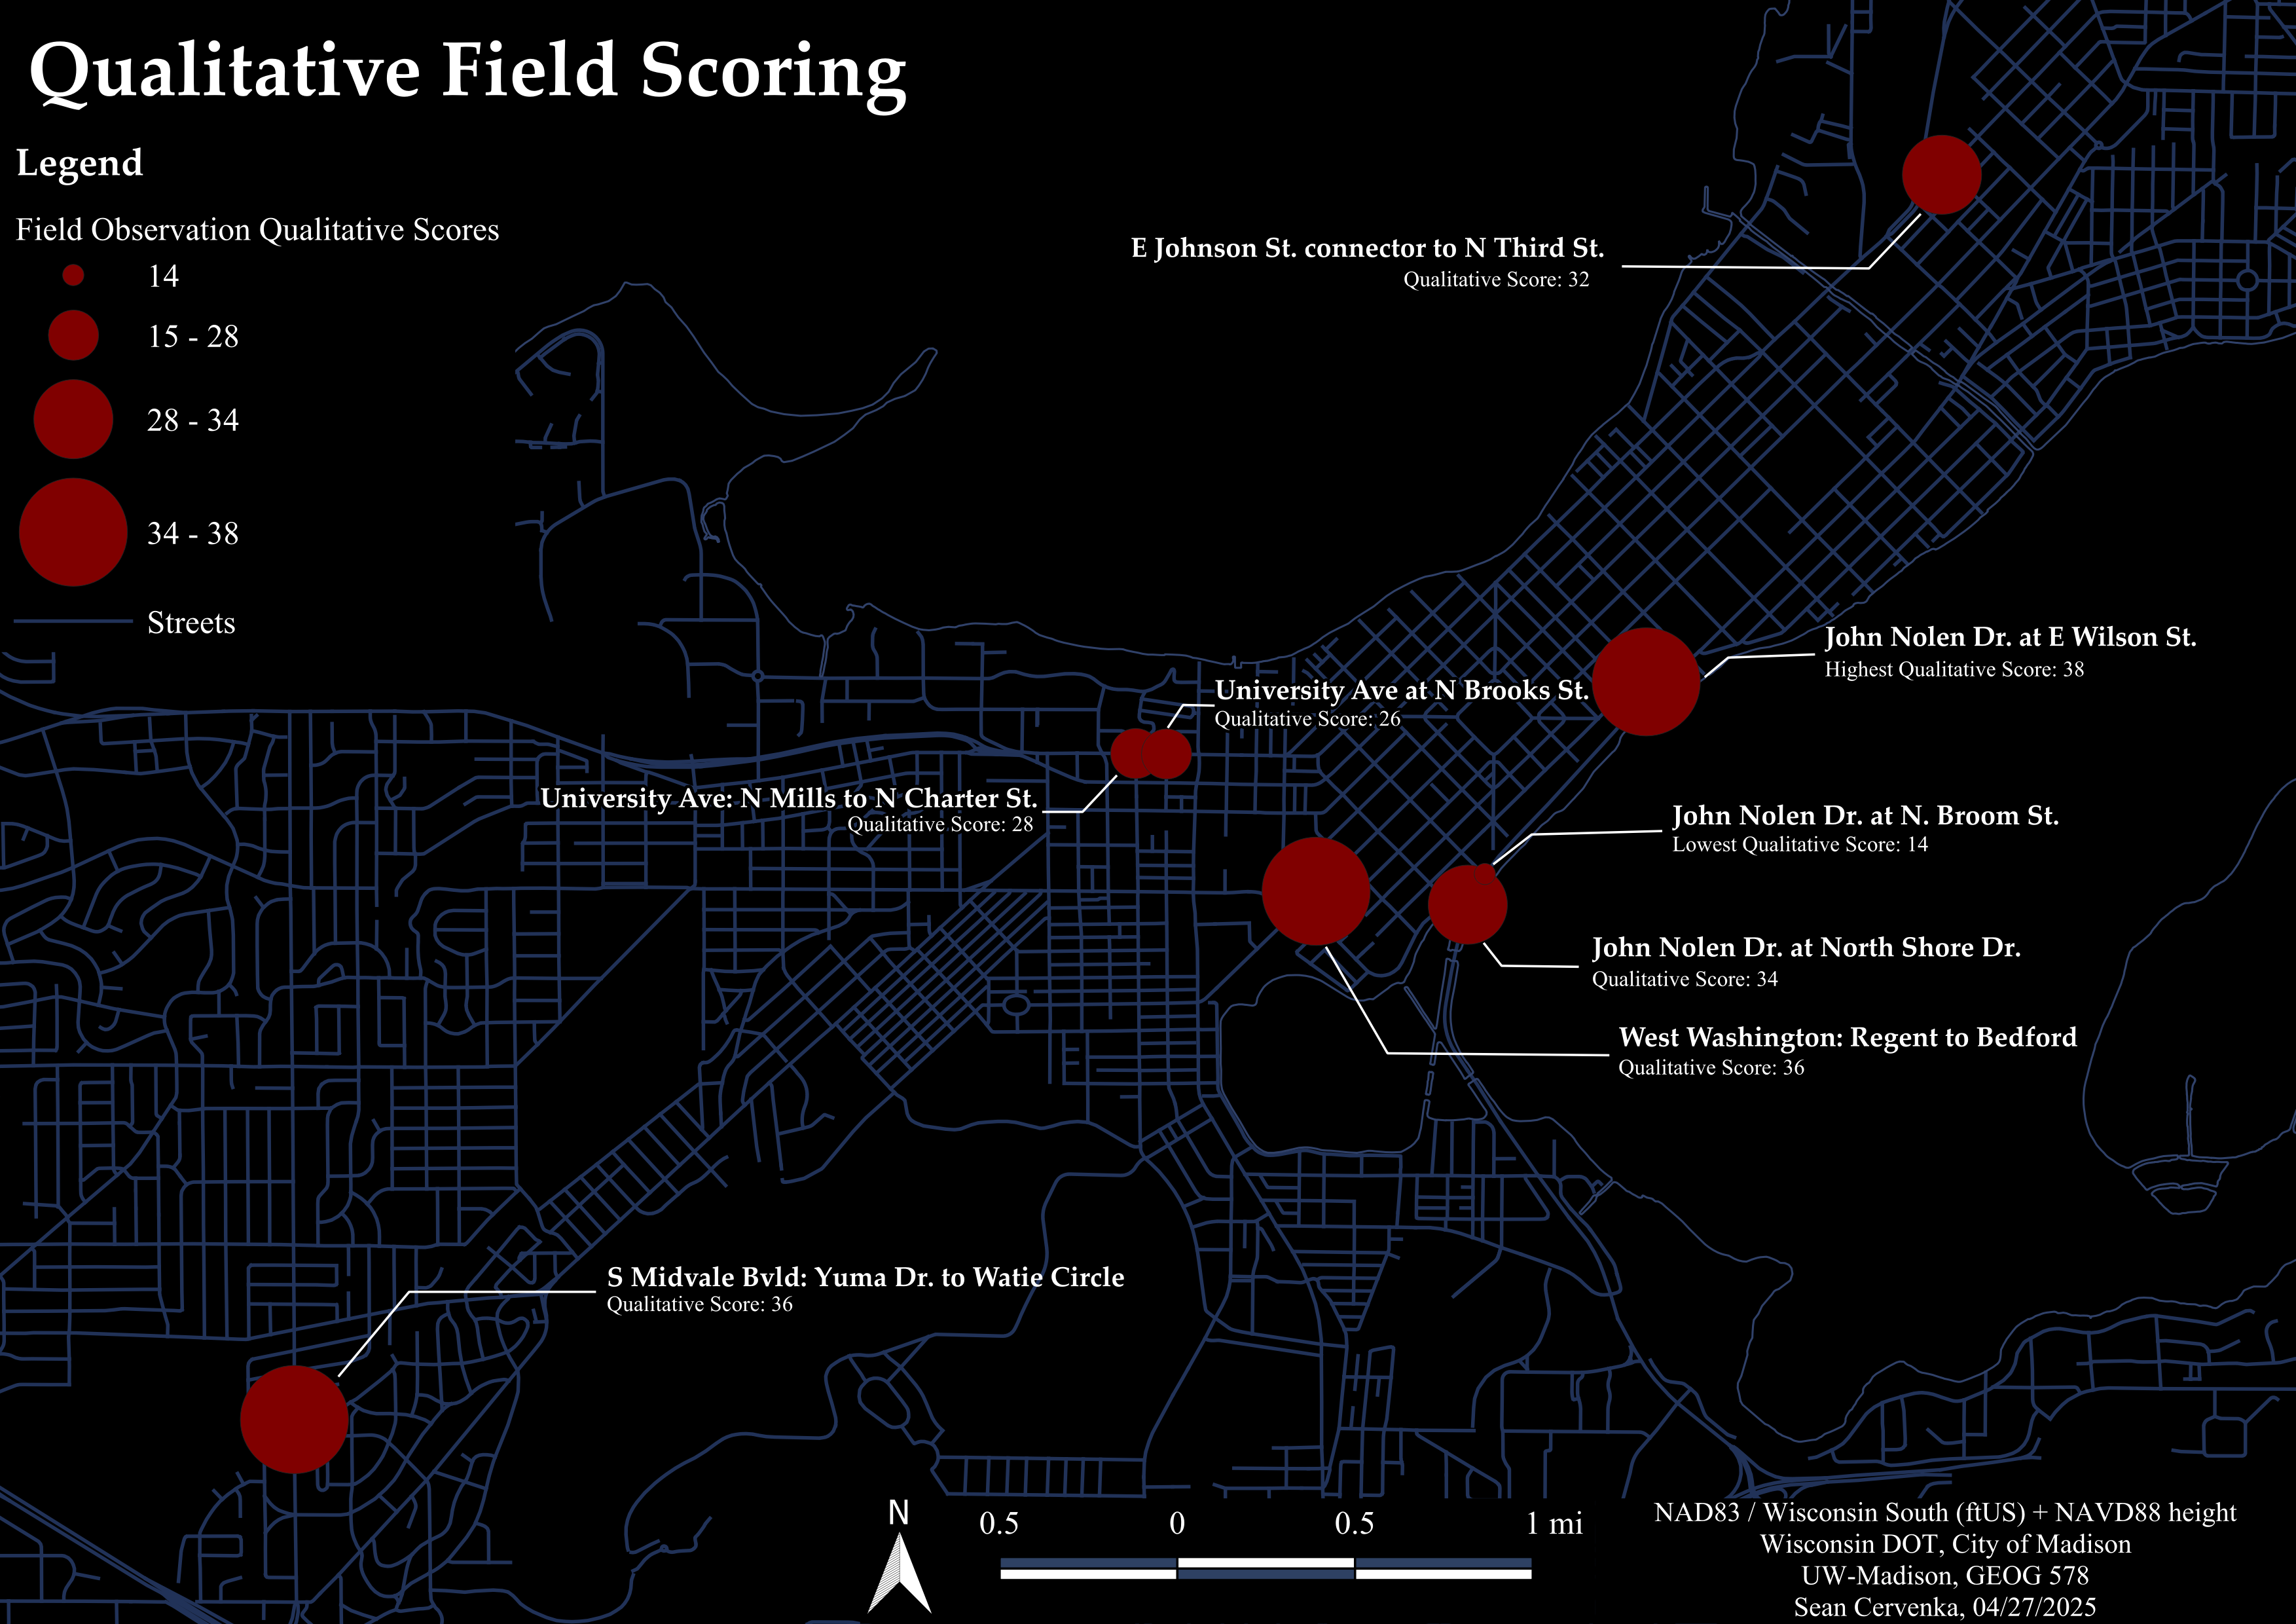 Qualitative Field Scoring
Legend
Field Observation Qualitative Scores
14
15 - 28
28 - 34
34 - 38
Streets
E Johnson St. connector to N Third St.
Qualitative Score: 32
John Nolen Dr. at E Wilson St.
Highest Qualitative Score: 38
University Ave at N Brooks St.
Qualitative Score: 26
University Ave: N Mills to N Charter St.
Qualitative Score: 28
John Nolen Dr. at N. Broom St.
Lowest Qualitative Score: 14
John Nolen Dr. at North Shore Dr.
Qualitative Score: 34
West Washington: Regent to Bedford
Qualitative Score: 36
S Midvale Bvld: Yuma Dr. to Watie Circle
Qualitative Score: 36
N
0.5 0 0.5 1 mi
NAD83 / Wisconsin South (ftUS) + NAVD88 height
Wisconsin DOT, City of Madison
UW-Madison, GEOG 578
Sean Cervenka, 04/27/2025